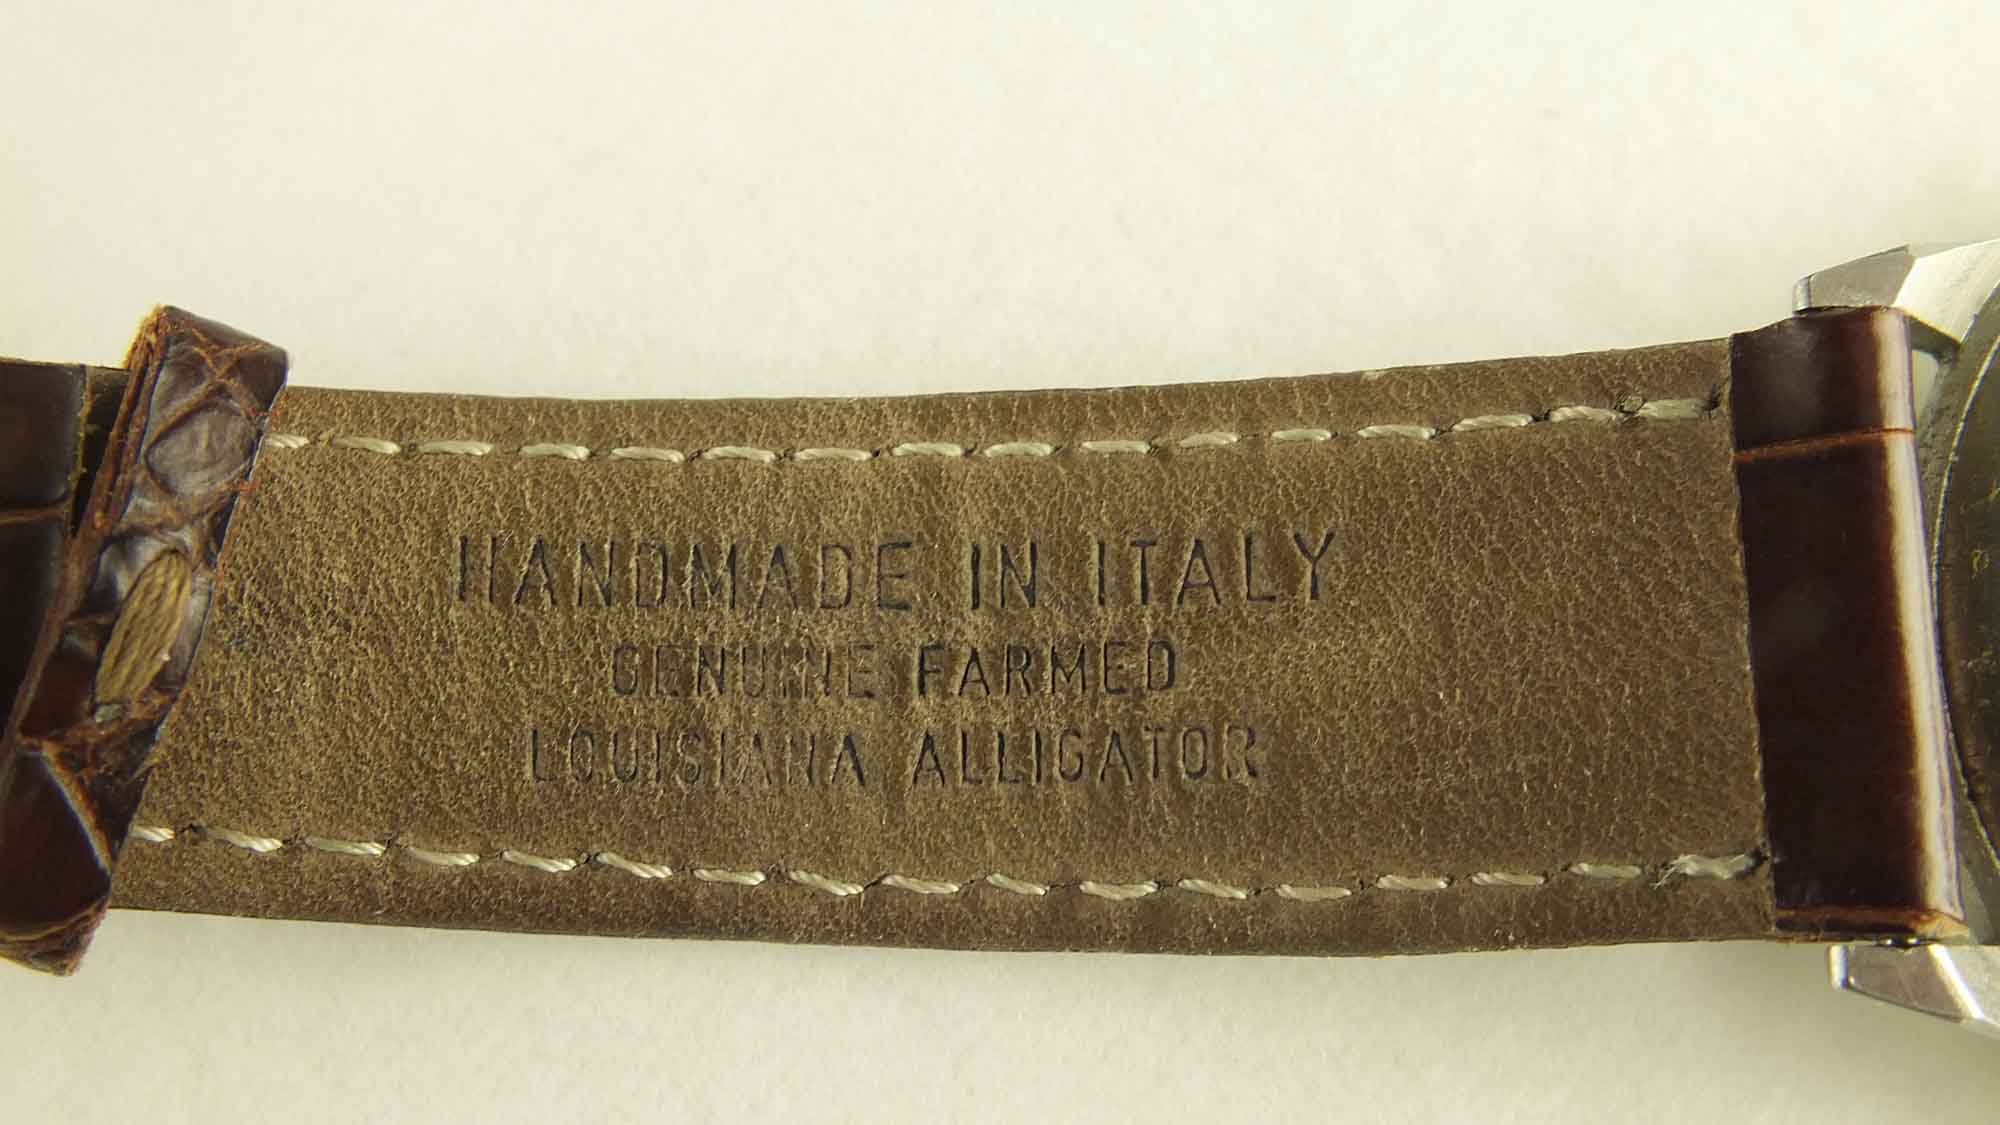 HANDMADE IN ITALY
GENUINE FARMED
LOUISIANA ALLIGATOR